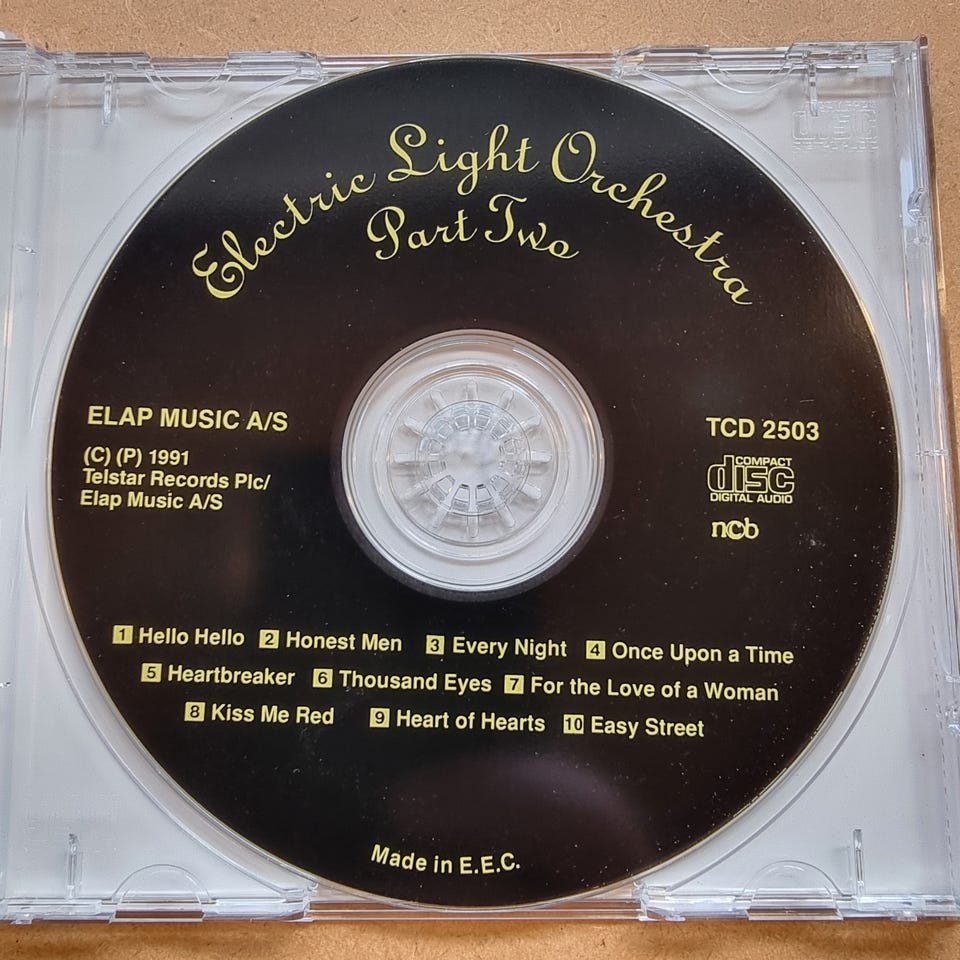 Electric Light Orchestra
Part Two
ELAP MUSIC A/S
(C) (P) 1991
Telstar Records Plc/
Elap Music A/S
TCD 2503
COMPACT
disc
DIGITAL AUDIO
ncb
1 Hello Hello 2 Honest Men 3 Every Night 4 Once Upon a Time
5 Heartbreaker 6 Thousand Eyes 7 For the Love of a Woman
8 Kiss Me Red 9 Heart of Hearts 10 Easy Street
Made in E.E.C.